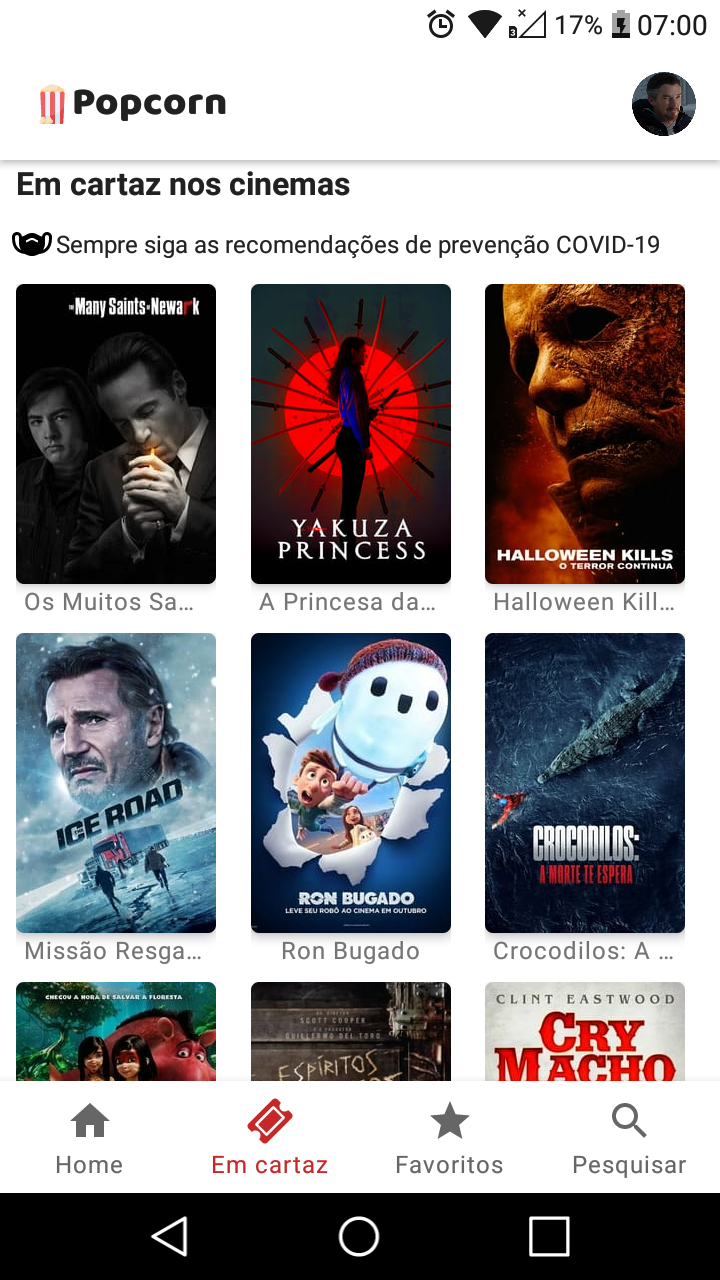 17% 07:00
Popcorn
Em cartaz nos cinemas
Sempre siga as recomendações de prevenção COVID-19
THE Many Saints OF Newark
YAKUZA
PRINCESS
HALLOWEEN KILLS
O TERROR CONTINUA
Os Muitos Sa...
A Princesa da...
Halloween Kill...
THE ICE ROAD
RON BUGADO
LEVE SEU ROBÔ AO CINEMA EM OUTUBRO
CROCODILOS:
A MORTE TE ESPERA
Missão Resga...
Ron Bugado
Crocodilos: A ...
CHEGOU A HORA DE SALVAR A FLORESTA
SCOTT COOPER
GUILLERMO DEL TORO
ESPÍRITOS
CLINT EASTWOOD
CRY
MACHO
Home
Em cartaz
Favoritos
Pesquisar